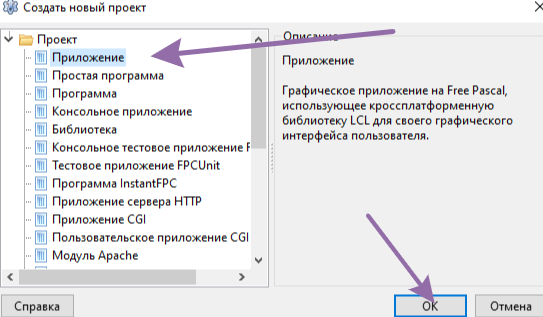 Создать новый проект
Проект
Приложение
Простая программа
Программа
Консольное приложение
Библиотека
Консольное тестовое приложение F
Тестовое приложение FPCUnit
Программа InstantFPC
Приложение сервера HTTP
Приложение CGI
Пользовательское приложение CGI
Модуль Apache
Описание
Приложение
Графическое приложение на Free Pascal,
использующее кроссплатформенную
библиотеку LCL для своего графического
интерфейса пользователя.
Справка
OK
Отмена